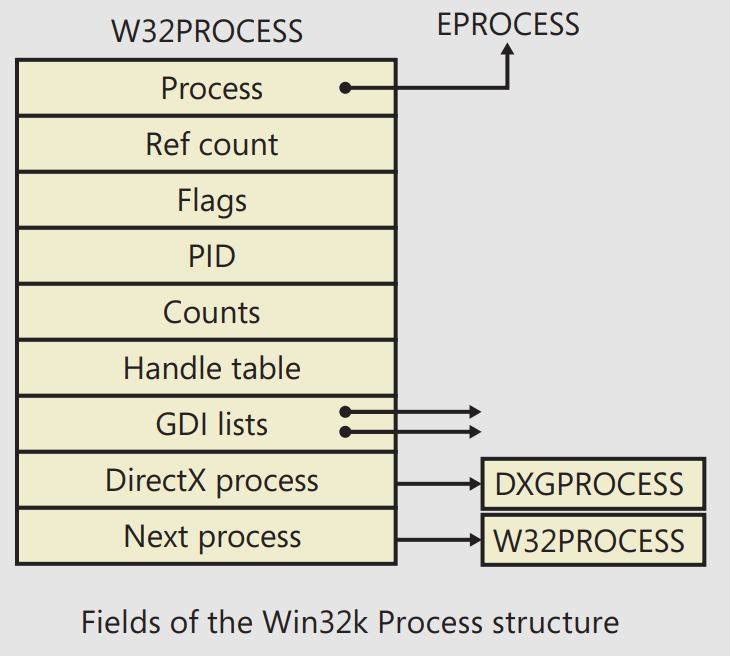 W32PROCESS
EPROCESS
Process
Ref count
Flags
PID
Counts
Handle table
GDI lists
DirectX process
DXGPROCESS
Next process
W32PROCESS
Fields of the Win32k Process structure